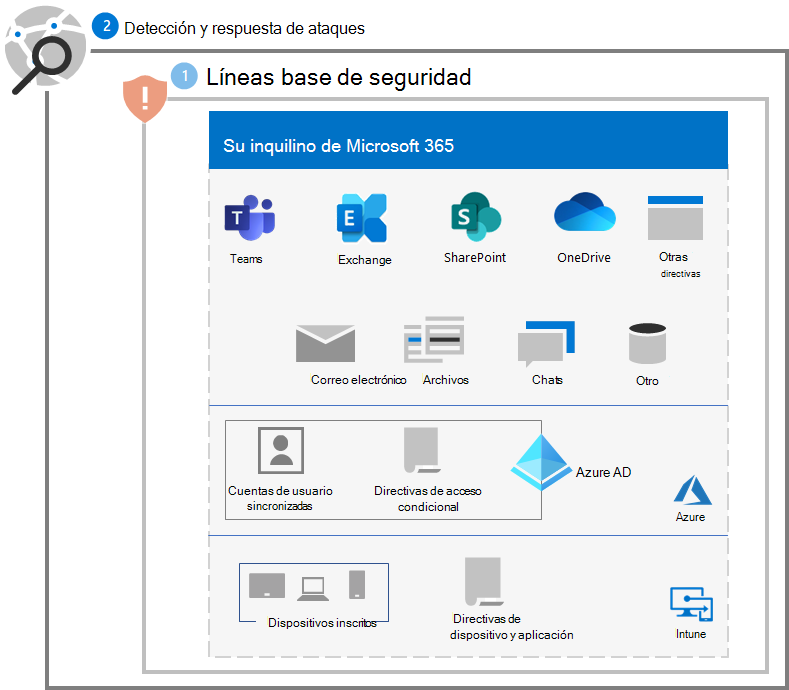 2 Detección y respuesta de ataques
1 Líneas base de seguridad
Su inquilino de Microsoft 365
T
E
S
Teams
Exchange
SharePoint
OneDrive
Otras
directivas
Correo electrónico
Archivos
Chats
Otro
Cuentas de usuario
sincronizadas
Directivas de acceso
condicional
Azure AD
Azure
Dispositivos inscritos
Directivas de
dispositivo y aplicación
Intune